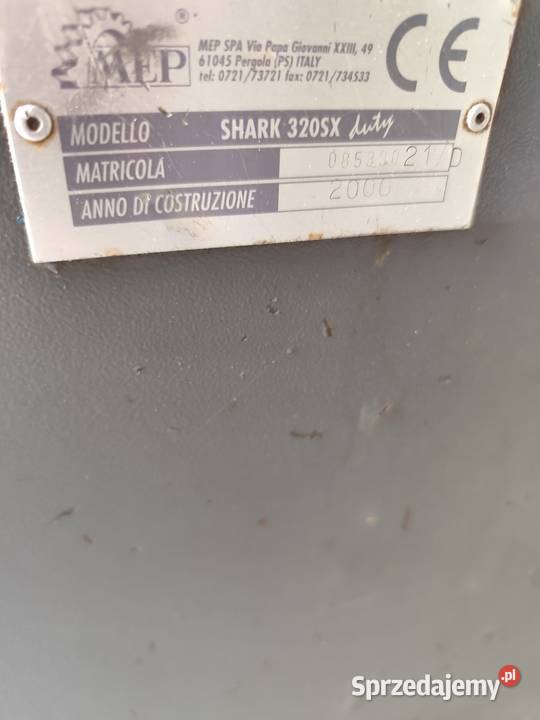 ®
MEP
MEP SPA Via Papa Giovanni XXIII, 49
61045 Pergola (PS) ITALY
tel: 0721/73721 fax: 0721/734533
CE
MODELLO SHARK 320SX duty
MATRICOLA
ANNO DI COSTRUZIONE 2000
Sprzedajemy.pl